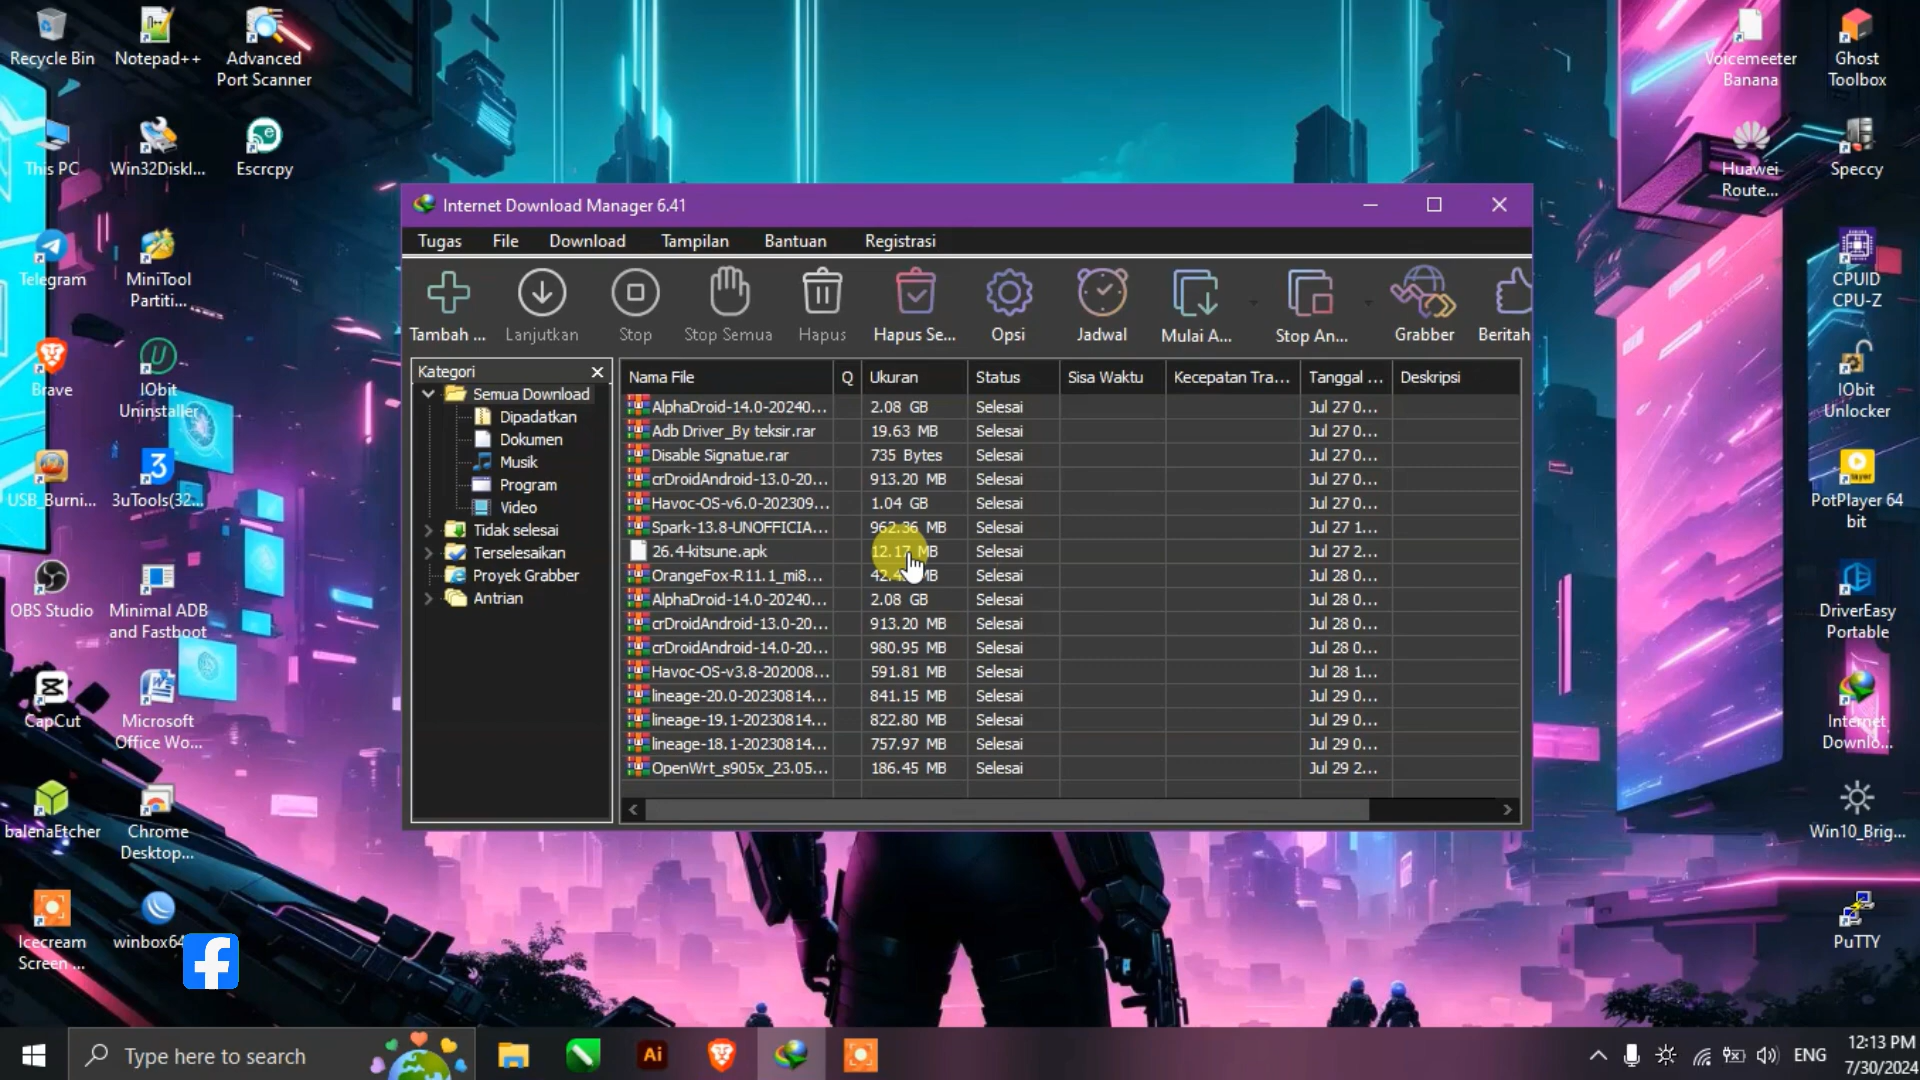 Recycle Bin
Notepad++
Advanced
Port Scanner
This PC
Win32Diskl...
Escrcpy
Telegram
MiniTool
Partiti...
Brave
IObit
Uninstaller
USB_Burni...
3uTools(32...
OBS Studio
Minimal ADB
and Fastboot
CapCut
Microsoft
Office Wo...
balenaEtcher
Chrome
Desktop...
Icecream
Screen ...
winbox64
Voicemeeter
Banana
Ghost
Toolbox
Huawei
Route...
Speccy
CPUID
CPU-Z
IObit
Unlocker
PotPlayer 64
bit
DriverEasy
Portable
Internet
Downlo...
Win10_Brig...
PuTTY
Internet Download Manager 6.41
Tugas File Download Tampilan Bantuan Registrasi
Tambah ... Lanjutkan Stop Stop Semua Hapus Hapus Se... Opsi Jadwal Mulai A... Stop An... Grabber Beritah
Kategori
Semua Download
Dipadatkan
Dokumen
Musik
Program
Video
Tidak selesai
Terselesaikan
Proyek Grabber
Antrian
Nama File Q Ukuran Status Sisa Waktu Kecepatan Tra... Tanggal ... Deskripsi
AlphaDroid-14.0-20240... 2.08 GB Selesai Jul 27 0...
Adb Driver_By teksir.rar 19.63 MB Selesai Jul 27 0...
Disable Signatue.rar 735 Bytes Selesai Jul 27 0...
crDroidAndroid-13.0-20... 913.20 MB Selesai Jul 27 0...
Havoc-OS-v6.0-202309... 1.04 GB Selesai Jul 27 0...
Spark-13.8-UNOFFICIA... 962.36 MB Selesai Jul 27 1...
26.4-kitsune.apk 12.17 MB Selesai Jul 27 2...
OrangeFox-R11.1_mi8... MB Selesai Jul 28 0...
AlphaDroid-14.0-20240... 2.08 GB Selesai Jul 28 0...
crDroidAndroid-13.0-20... 913.20 MB Selesai Jul 28 0...
crDroidAndroid-14.0-20... 980.95 MB Selesai Jul 28 0...
Havoc-OS-v3.8-202008... 591.81 MB Selesai Jul 28 1...
lineage-20.0-20230814... 841.15 MB Selesai Jul 29 0...
lineage-19.1-20230814... 822.80 MB Selesai Jul 29 0...
lineage-18.1-20230814... 757.97 MB Selesai Jul 29 0...
OpenWrt_s905x_23.05... 186.45 MB Selesai Jul 29 2...
Type here to search
Ai
ENG
12:13 PM
7/30/2024